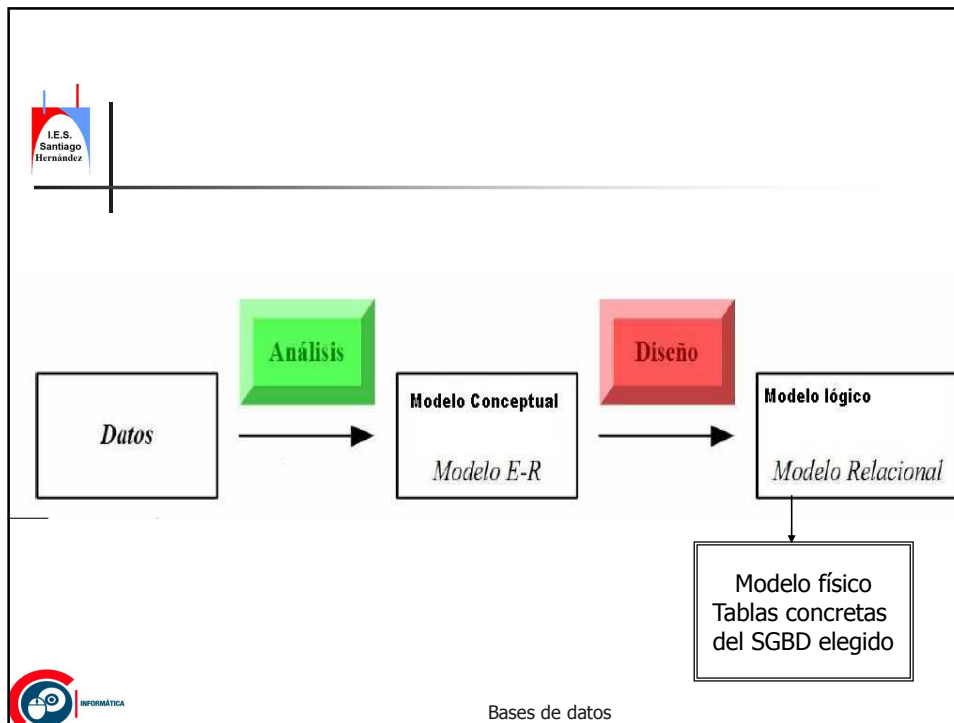 I.E.S.
Santiago
Hernández
Análisis
Diseño
Datos
Modelo Conceptual
Modelo E-R
Modelo lógico
Modelo Relacional
Modelo físico
Tablas concretas
del SGBD elegido
INFORMÁTICA
Bases de datos